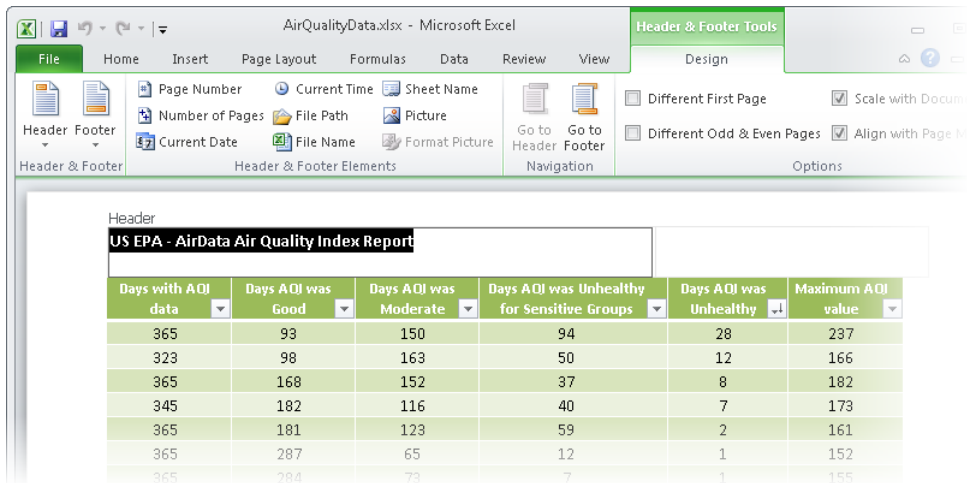 AirQualityData.xlsx - Microsoft Excel
Header & Footer Tools
File Home Insert Page Layout Formulas Data Review View Design
Page Number Current Time Sheet Name
Different First Page Scale with Docum
Number of Pages File Path Picture
Header Footer Go to Go to
Header Footer
Different Odd & Even Pages Align with Page M
Current Date File Name Format Picture
Header & Footer Header & Footer Elements Navigation Options
Header
US EPA - AirData Air Quality Index Report
Days with AQI Days AQI was Days AQI was Days AQI was Unhealthy Days AQI was Maximum AQI
data Good Moderate for Sensitive Groups Unhealthy value
365 93 150 94 28 237
323 98 163 50 12 166
365 168 152 37 8 182
345 182 116 40 7 173
365 181 123 59 2 161
365 287 65 12 1 152
365 284 73 7 1 155